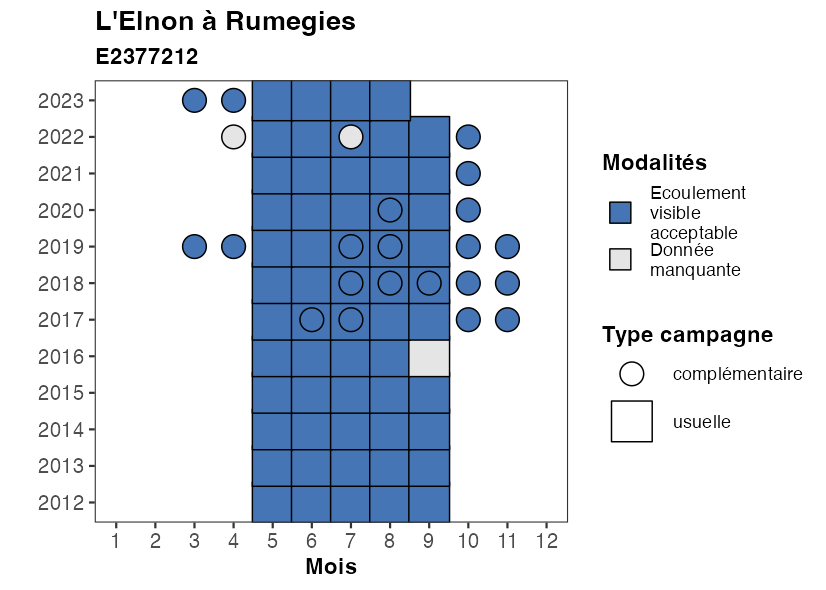 L'Elnon à Rumegies
E2377212
2023
2022
2021
2020
2019
2018
2017
2016
2015
2014
2013
2012
1 2 3 4 5 6 7 8 9 10 11 12
Mois
Modalités
Ecoulement
visible
acceptable
Donnée
manquante
Type campagne
complémentaire
usuelle